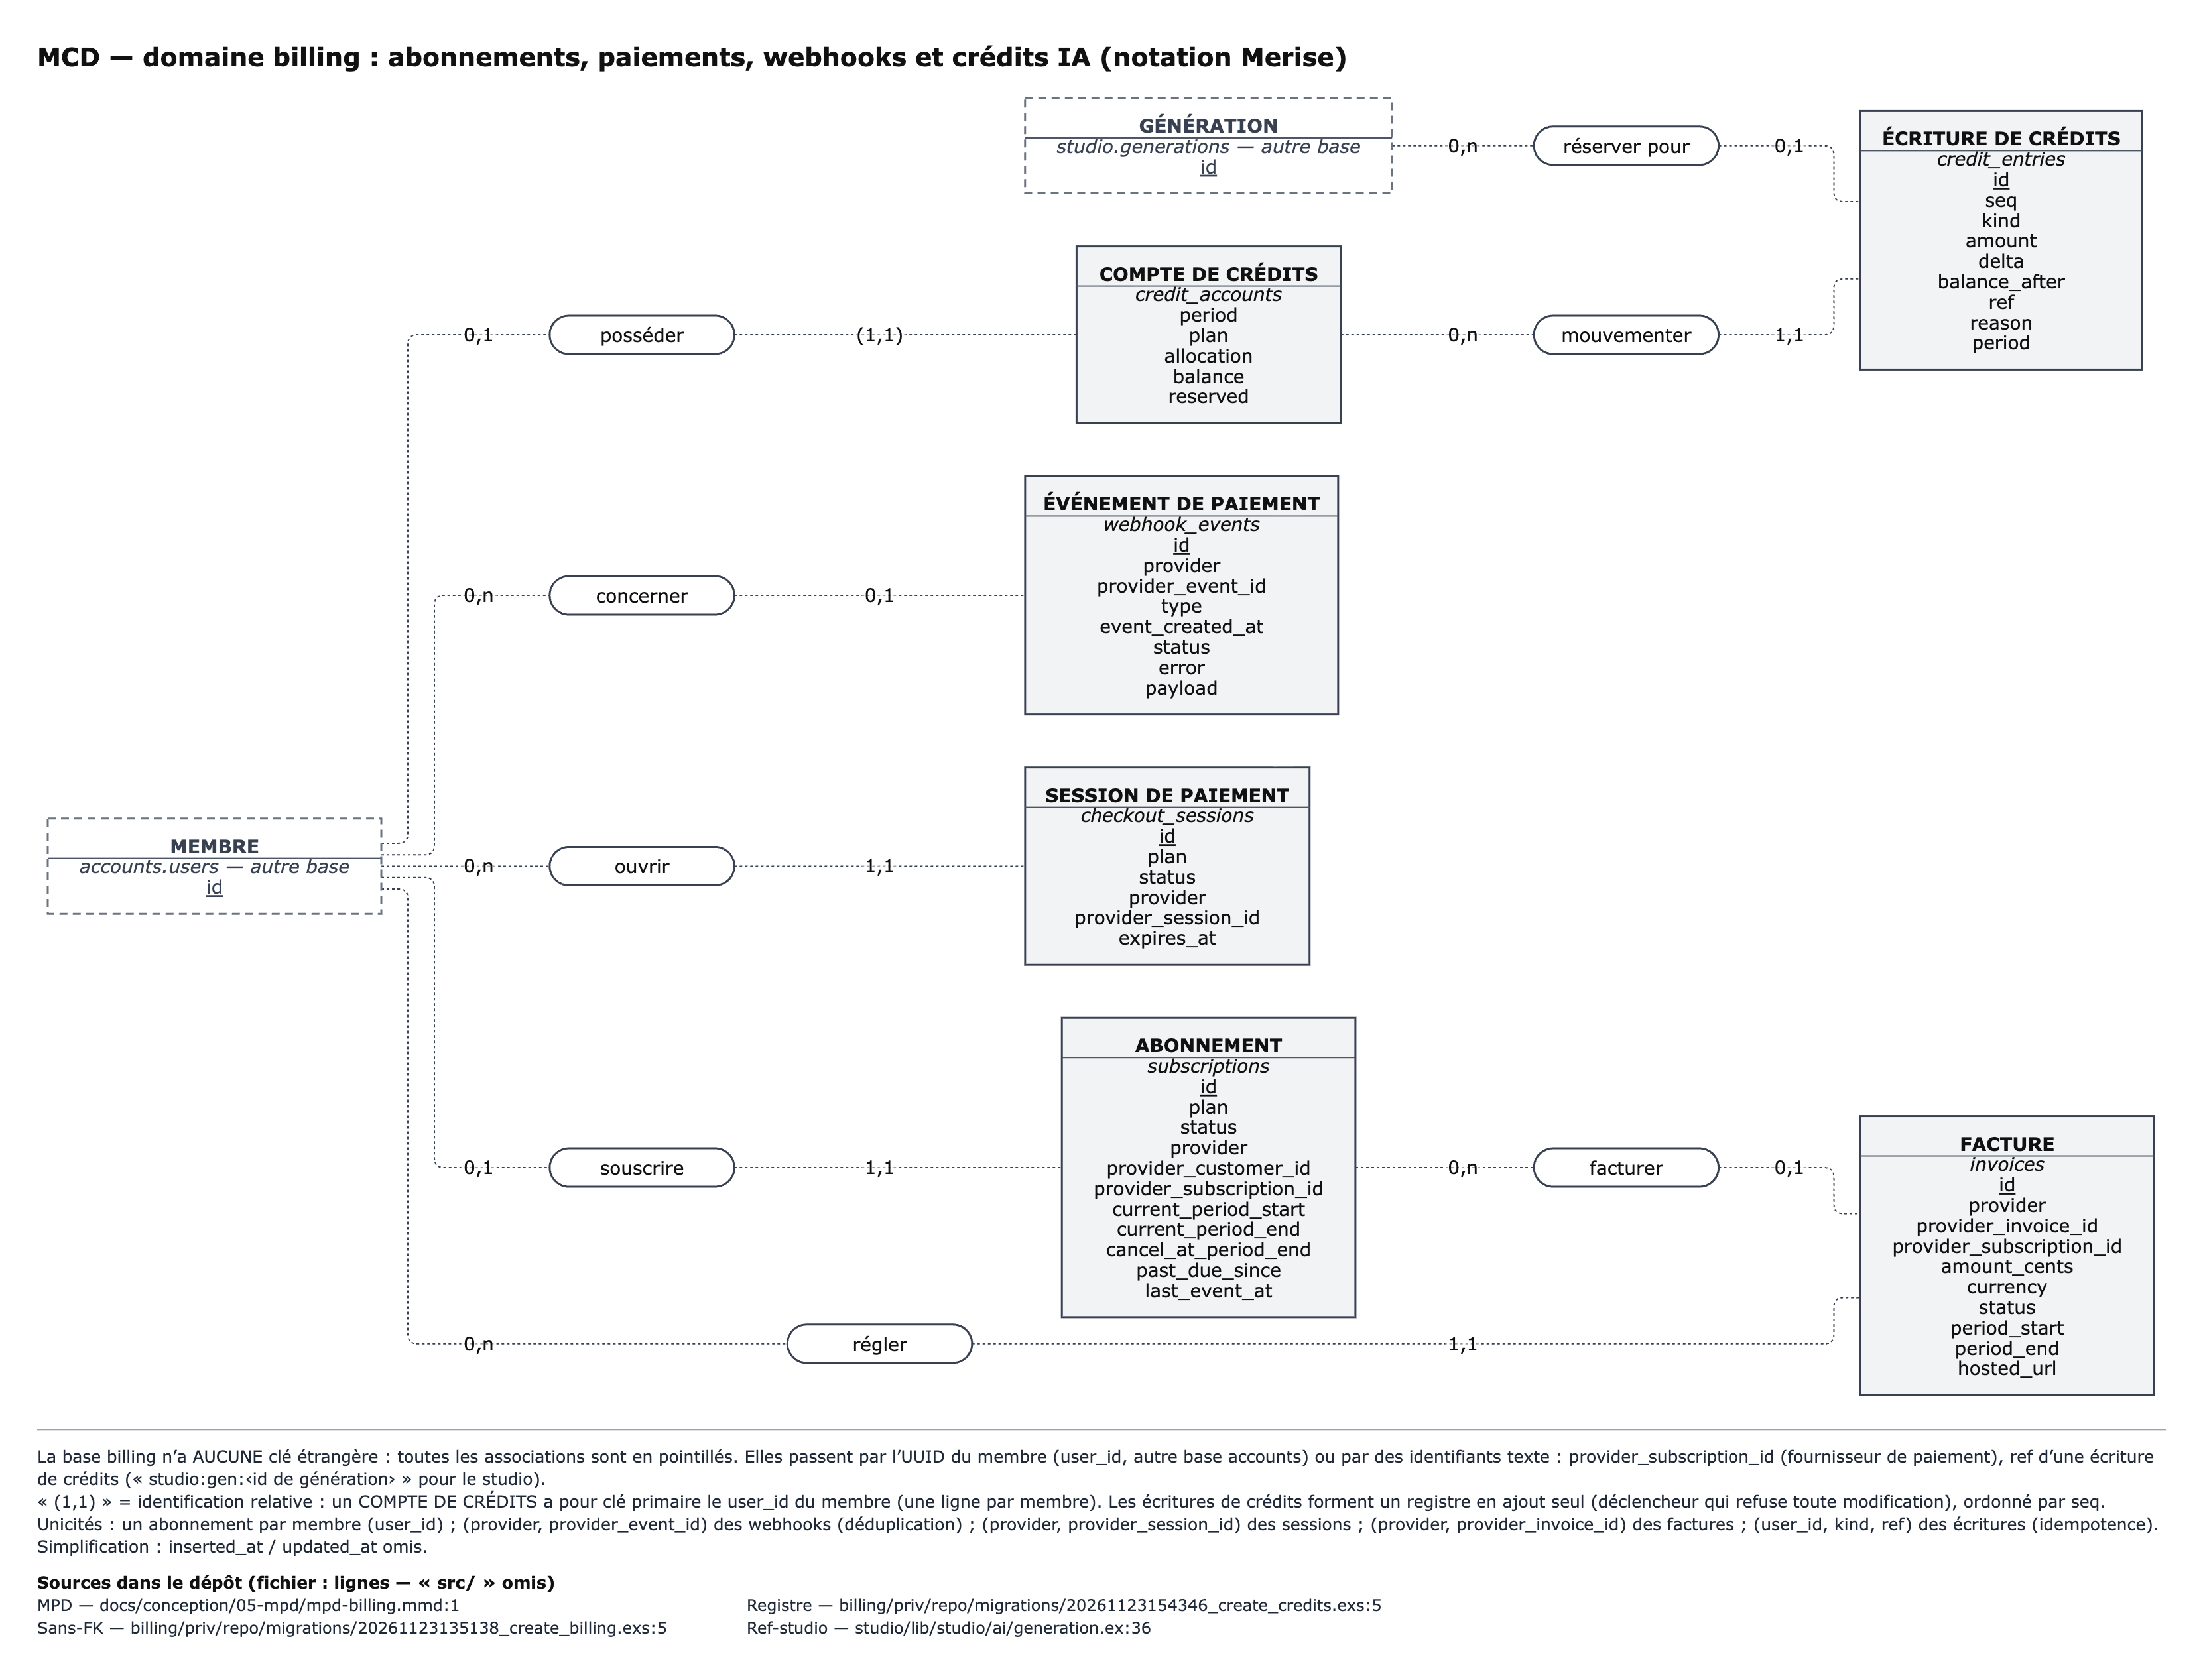 MCD — domaine billing : abonnements, paiements, webhooks et crédits IA (notation Merise)
GÉNÉRATION
studio.generations — autre base
id
0,n
réserver pour
0,1
ÉCRITURE DE CRÉDITS
credit_entries
id
seq
kind
amount
delta
balance_after
ref
reason
period
0,1
posséder
(1,1)
COMPTE DE CRÉDITS
credit_accounts
period
plan
allocation
balance
reserved
0,n
mouvementer
1,1
0,n
concerner
0,1
ÉVÉNEMENT DE PAIEMENT
webhook_events
id
provider
provider_event_id
type
event_created_at
status
error
payload
MEMBRE
accounts.users — autre base
id
0,n
ouvrir
1,1
SESSION DE PAIEMENT
checkout_sessions
id
plan
status
provider
provider_session_id
expires_at
0,1
souscrire
1,1
ABONNEMENT
subscriptions
id
plan
status
provider
provider_customer_id
provider_subscription_id
current_period_start
current_period_end
cancel_at_period_end
past_due_since
last_event_at
0,n
facturer
0,1
FACTURE
invoices
id
provider
provider_invoice_id
provider_subscription_id
amount_cents
currency
status
period_start
period_end
hosted_url
0,n
régler
1,1
La base billing n’a AUCUNE clé étrangère : toutes les associations sont en pointillés. Elles passent par l’UUID du membre (user_id, autre base accounts) ou par des identifiants texte : provider_subscription_id (fournisseur de paiement), ref d’une écriture
de crédits (« studio:gen:‹id de génération› » pour le studio).
« (1,1) » = identification relative : un COMPTE DE CRÉDITS a pour clé primaire le user_id du membre (une ligne par membre). Les écritures de crédits forment un registre en ajout seul (déclencheur qui refuse toute modification), ordonné par seq.
Unicités : un abonnement par membre (user_id) ; (provider, provider_event_id) des webhooks (déduplication) ; (provider, provider_session_id) des sessions ; (provider, provider_invoice_id) des factures ; (user_id, kind, ref) des écritures (idempotence).
Simplification : inserted_at / updated_at omis.
Sources dans le dépôt (fichier : lignes — « src/ » omis)
MPD — docs/conception/05-mpd/mpd-billing.mmd:1
Registre — billing/priv/repo/migrations/20261123154346_create_credits.exs:5
Sans-FK — billing/priv/repo/migrations/20261123135138_create_billing.exs:5
Ref-studio — studio/lib/studio/ai/generation.ex:36